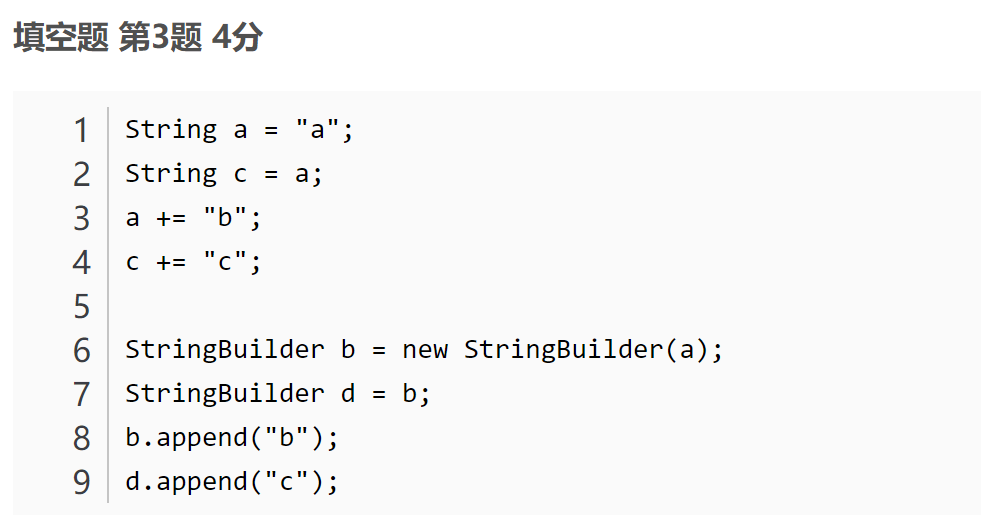 填空题 第3题 4分
1 String a = "a";
2 String c = a;
3 a += "b";
4 c += "c";
5
6 StringBuilder b = new StringBuilder(a);
7 StringBuilder d = b;
8 b.append("b");
9 d.append("c");